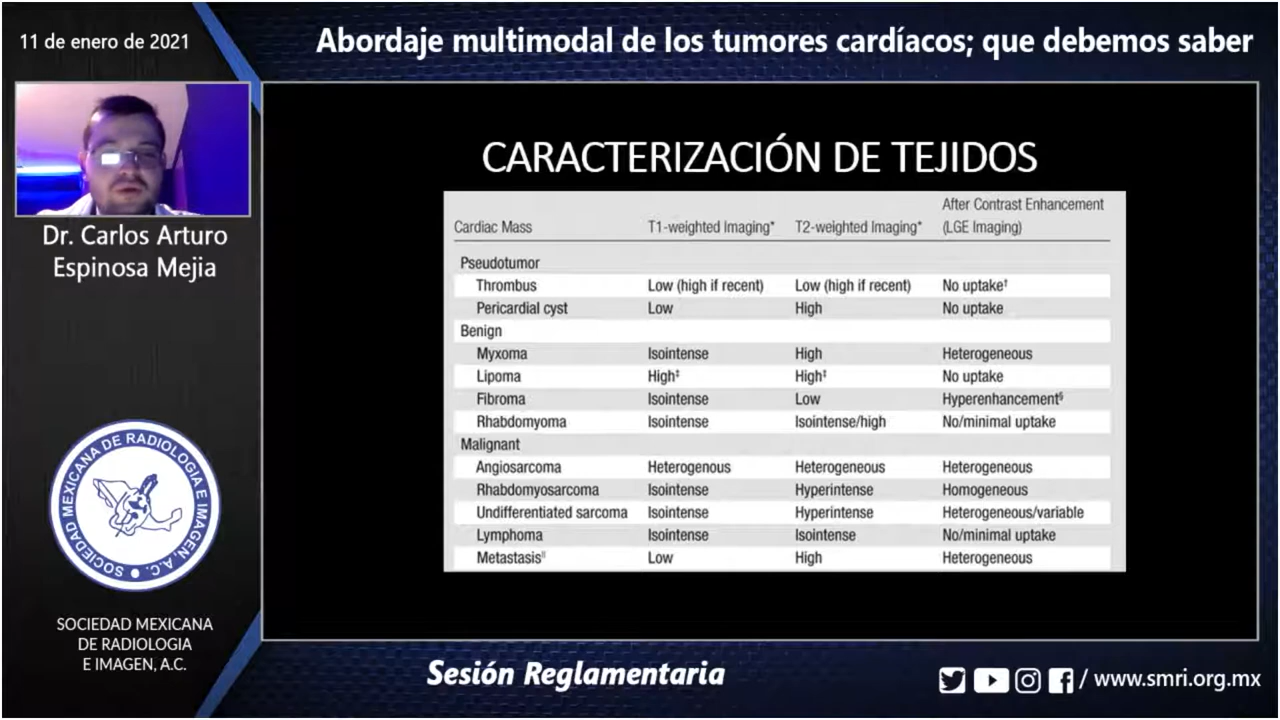 11 de enero de 2021
Abordaje multimodal de los tumores cardíacos; que debemos saber
Dr. Carlos Arturo
Espinosa Mejia
CARACTERIZACIÓN DE TEJIDOS
After Contrast Enhancement
Cardiac Mass T1-weighted Imaging* T2-weighted Imaging* (LGE Imaging)
Pseudotumor
Thrombus Low (high if recent) Low (high if recent) No uptake†
Pericardial cyst Low High No uptake
Benign
Myxoma Isointense High Heterogeneous
Lipoma High‡ High‡ No uptake
Fibroma Isointense Low Hyperenhancement§
Rhabdomyoma Isointense Isointense/high No/minimal uptake
Malignant
Angiosarcoma Heterogenous Heterogeneous Heterogeneous
Rhabdomyosarcoma Isointense Hyperintense Homogeneous
Undifferentiated sarcoma Isointense Hyperintense Heterogeneous/variable
Lymphoma Isointense Isointense No/minimal uptake
Metastasis|| Low High Heterogeneous
SOCIEDAD MEXICANA DE RADIOLOGIA E IMAGEN, A.C.
SOCIEDAD MEXICANA
DE RADIOLOGIA
E IMAGEN, A.C.
Sesión Reglamentaria
/ www.smri.org.mx